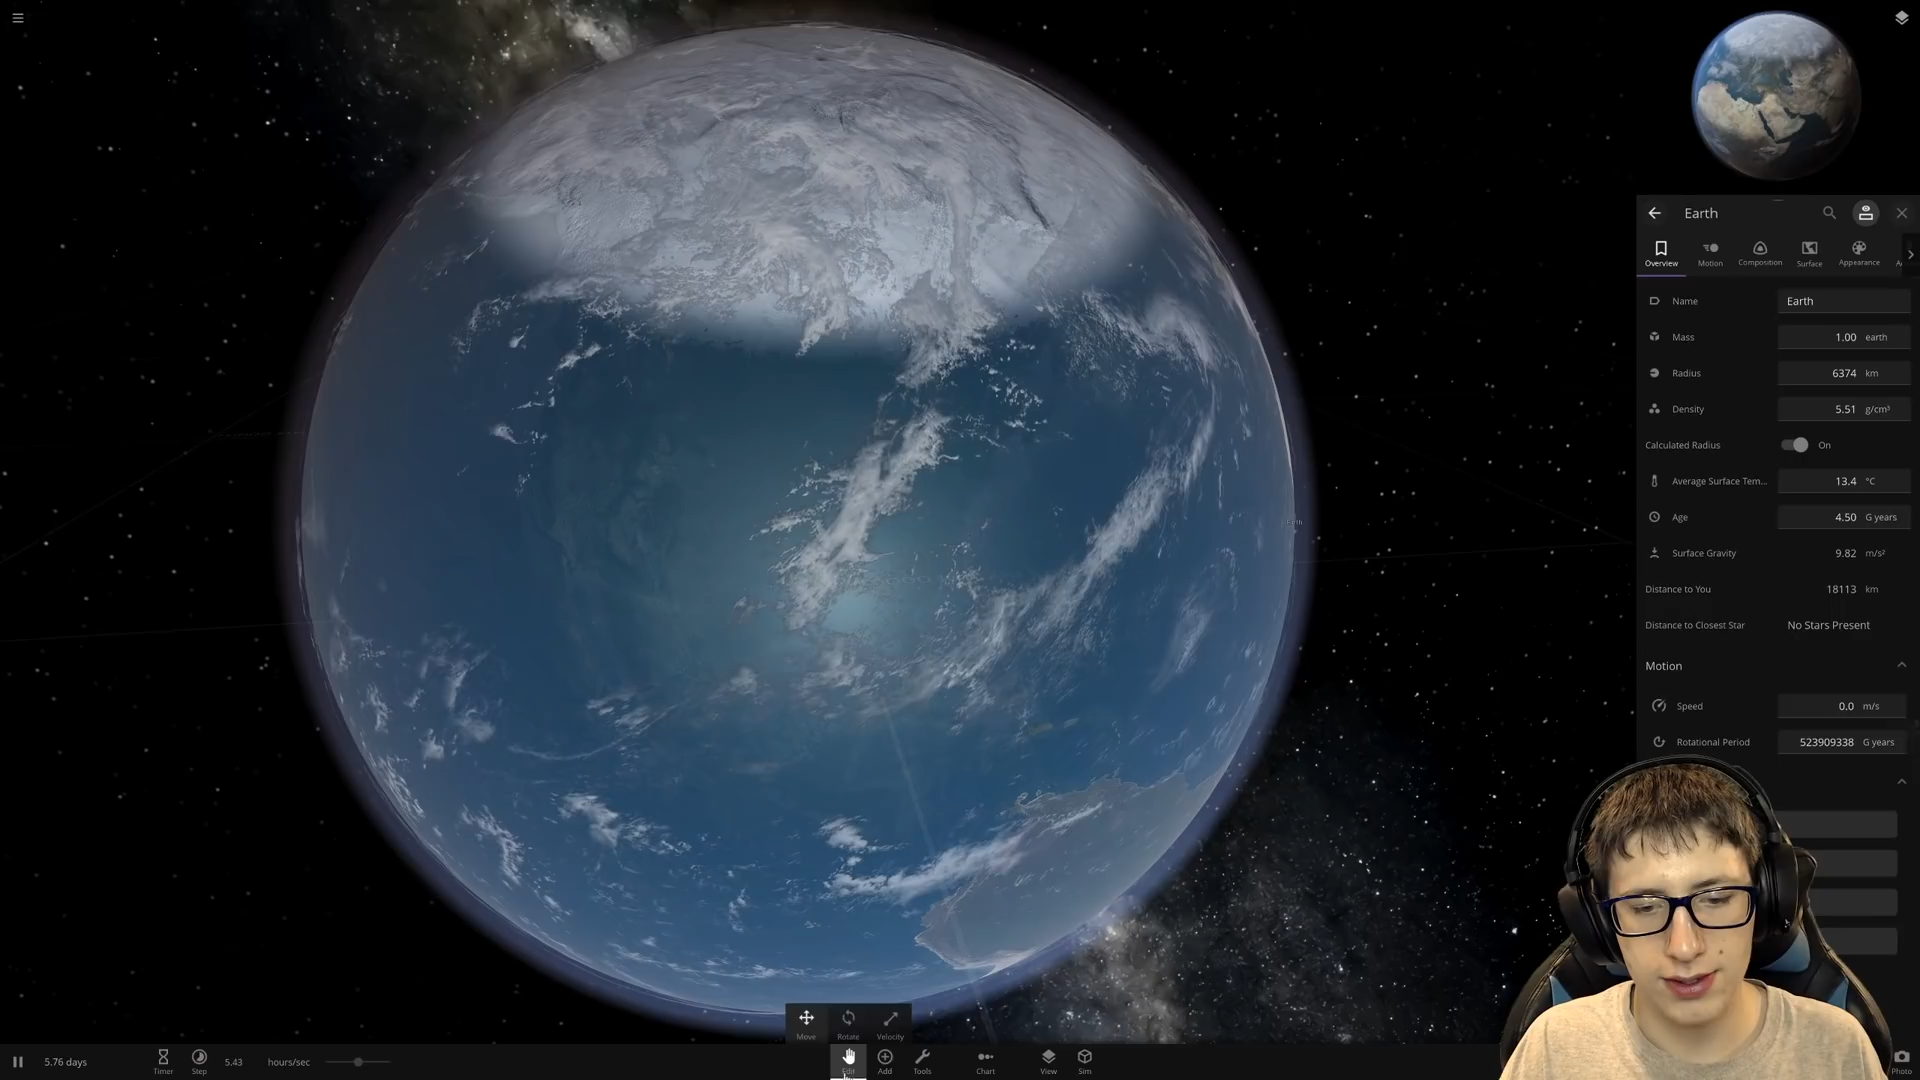 Earth
Overview
Motion
Composition
Surface
Appearance
Name Earth
Mass 1.00 earth
Radius 6374 km
Density 5.51 g/cm³
Calculated Radius On
Average Surface Tem... 13.4 °C
Age 4.50 G years
Surface Gravity 9.82 m/s²
Distance to You 18113 km
Distance to Closest Star No Stars Present
Motion
Speed 0.0 m/s
Rotational Period 523909338 G years
Earth
Move Rotate Velocity
5.76 days
Timer
Step
5.43 hours/sec
Edit
Add
Tools
Chart
View
Sim
Photo